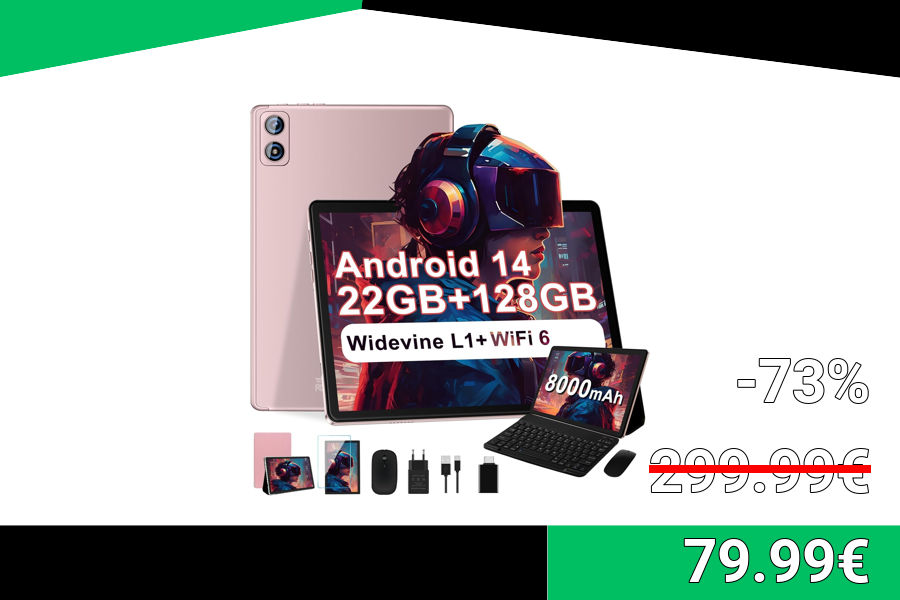 Android 14
22GB+128GB
Widevine L1+WiFi 6
8000mAh
-73%
299.99€
79.99€